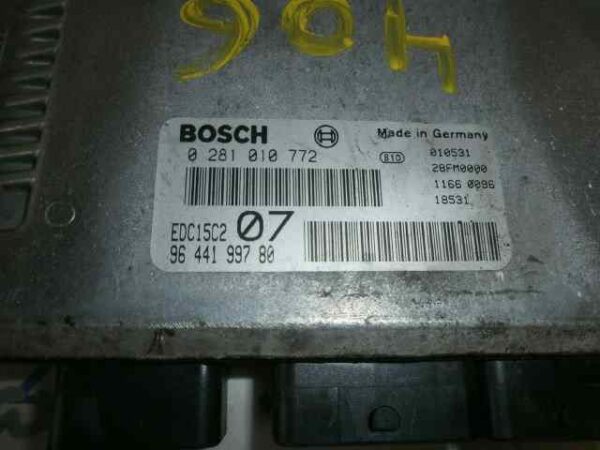 90H
BOSCH
Made in Germany
0 281 010 772
810
010531
28FM0000
1166 0096
18531
EDC15C2 07
96 441 997 80